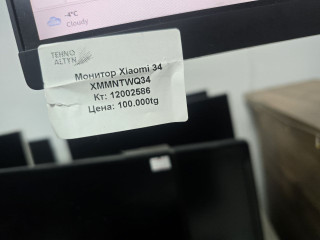 -4°C
Cloudy
TEHNO
ALTYN
Монитор Xiaomi 34
XMMNTWQ34
Кт: 12002586
Цена: 100.000tg